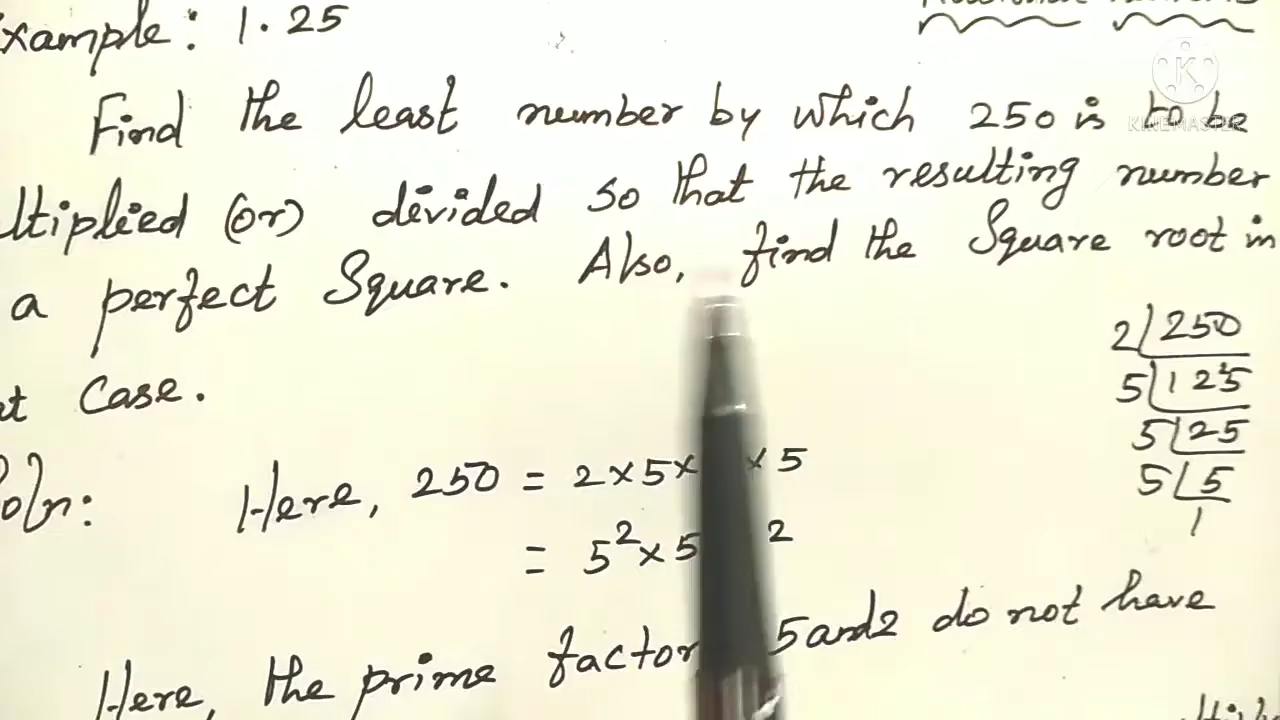 xample: 1.25
Find the least number by which 250 is to be
ltiplied (or) divided so that the resulting number
a perfect Square. Also, find the Square root in
t Case.
2 | 250
5 | 125
5 | 25
5 | 5
1
oln: Here, 250 = 2 × 5 × × 5
= 5² × 5 2
Here, the prime factor 5 and 2 do not have
KINEMASTER